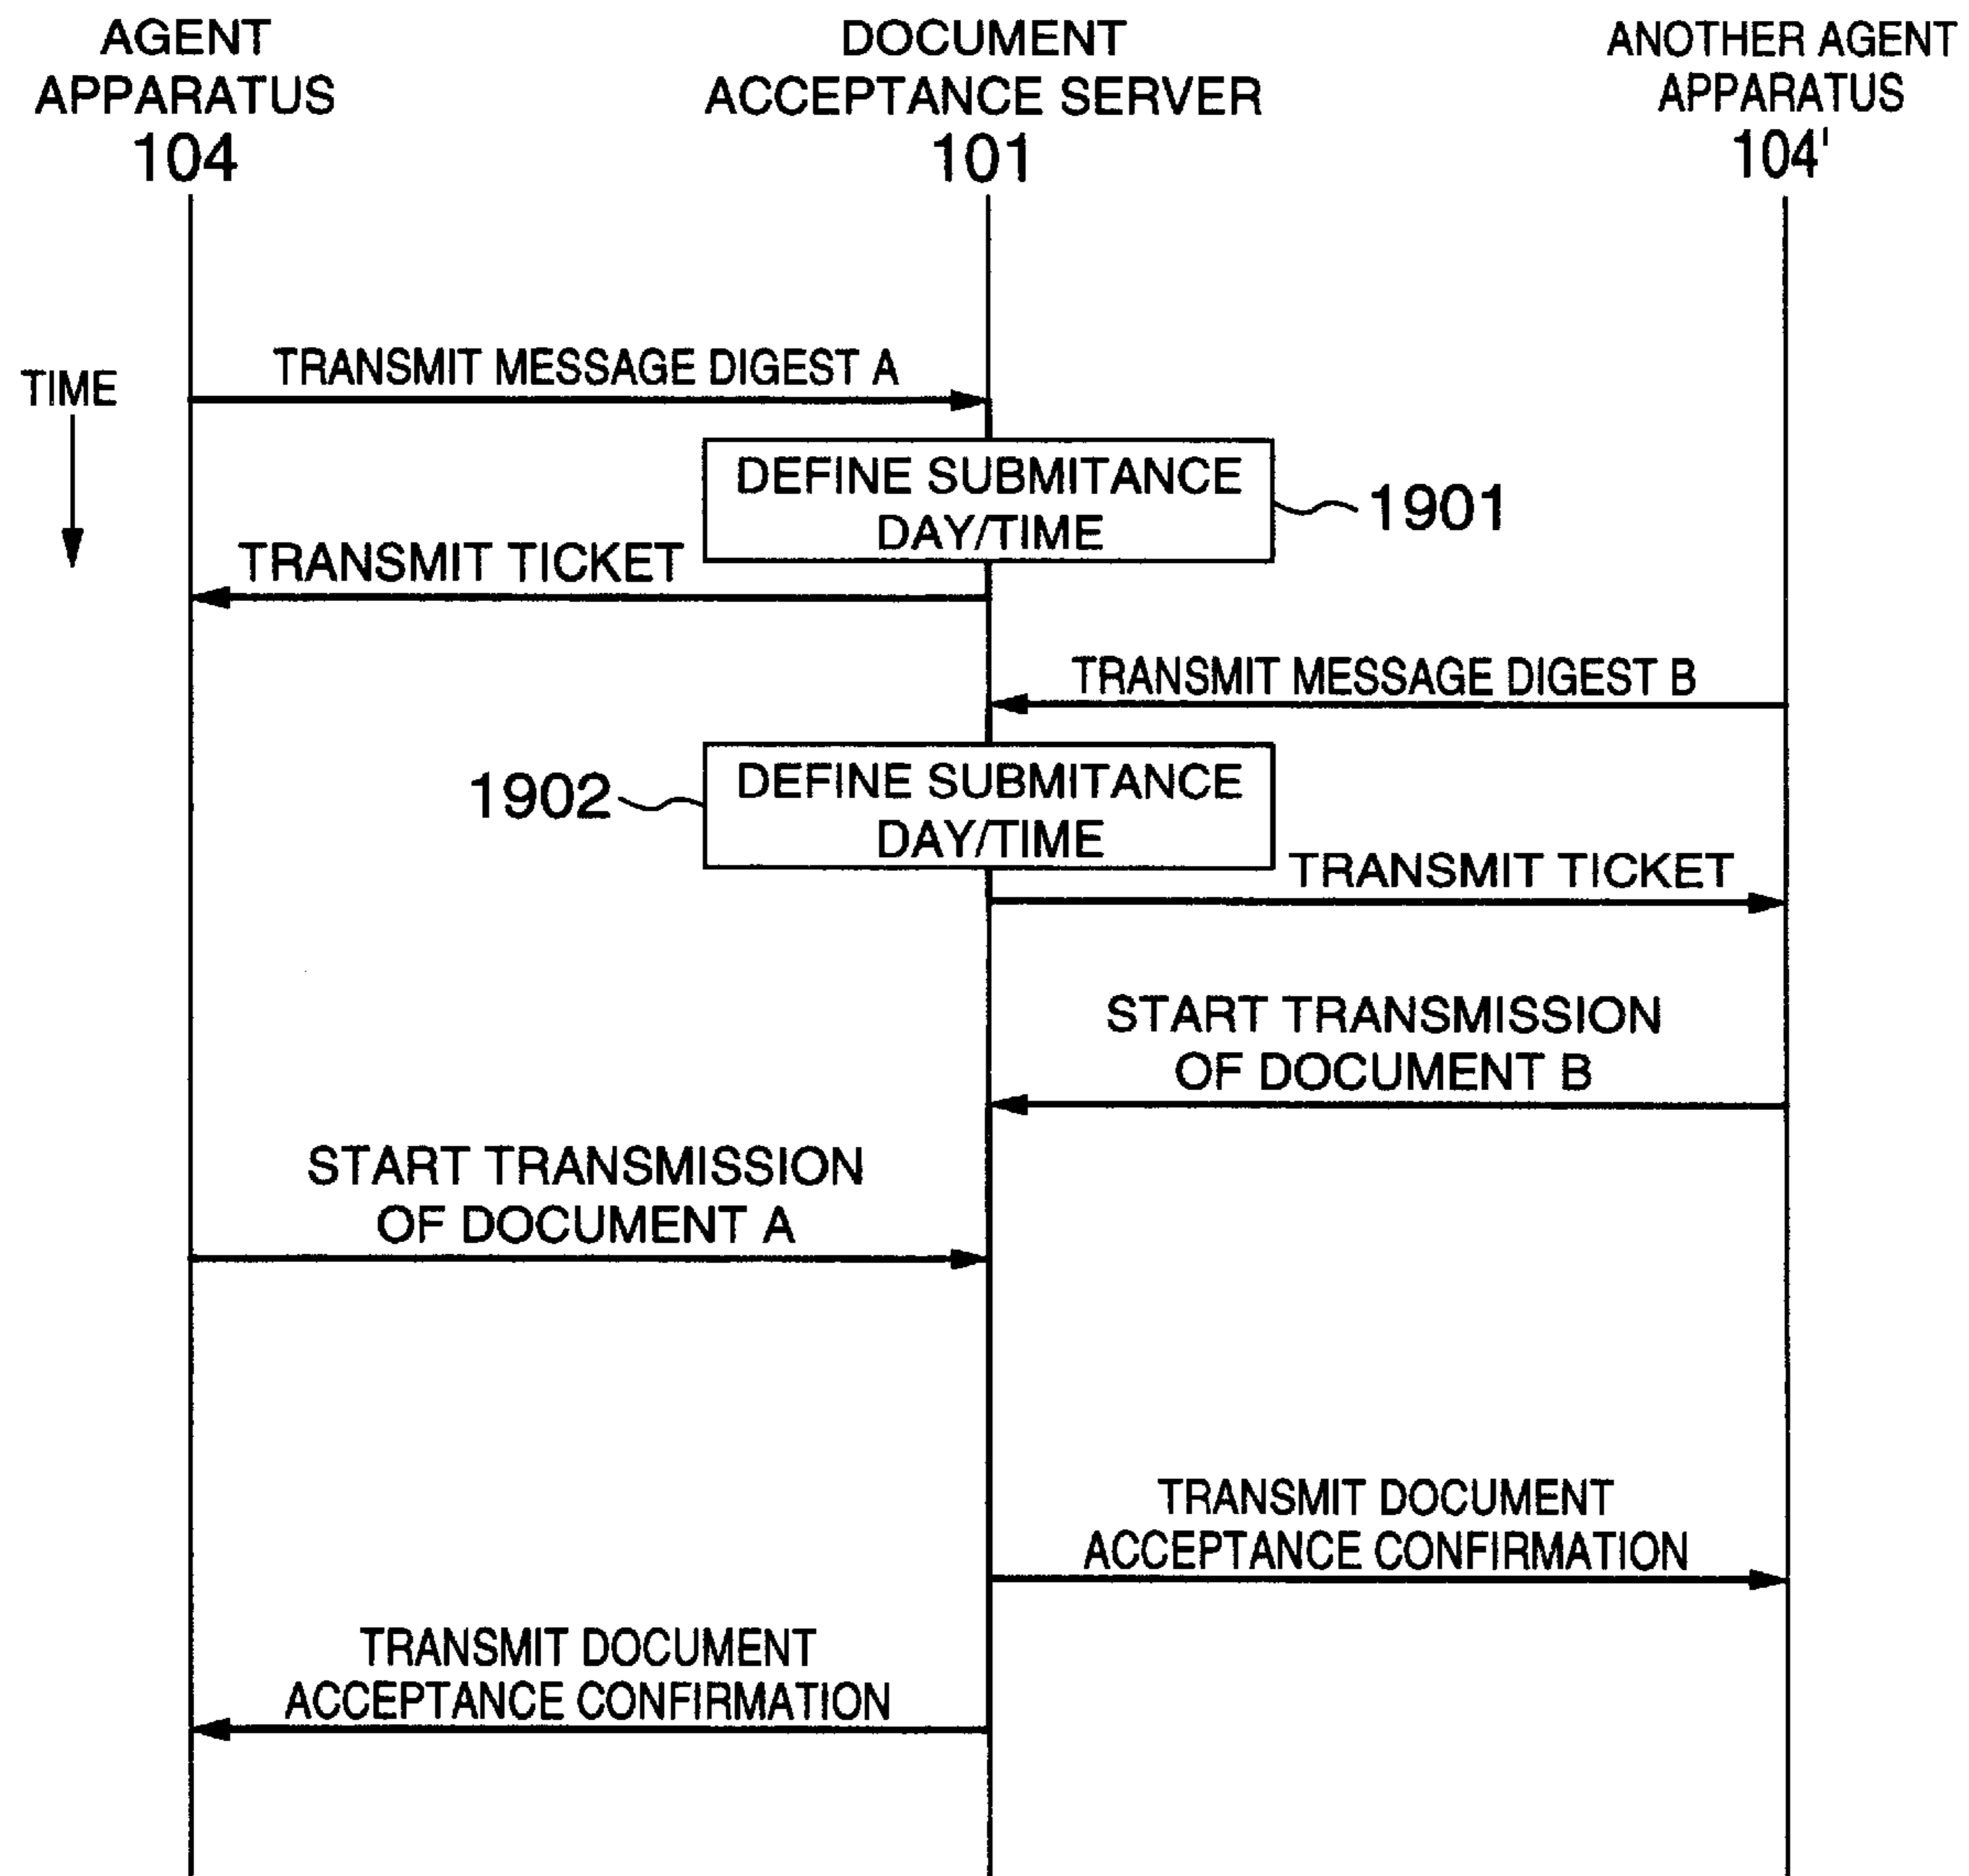 AGENT
APPARATUS
104
DOCUMENT
ACCEPTANCE SERVER
101
ANOTHER AGENT
APPARATUS
104'
TIME
TRANSMIT MESSAGE DIGEST A
DEFINE SUBMITANCE
DAY/TIME
1901
TRANSMIT TICKET
TRANSMIT MESSAGE DIGEST B
1902
DEFINE SUBMITANCE
DAY/TIME
TRANSMIT TICKET
START TRANSMISSION
OF DOCUMENT B
START TRANSMISSION
OF DOCUMENT A
TRANSMIT DOCUMENT
ACCEPTANCE CONFIRMATION
TRANSMIT DOCUMENT
ACCEPTANCE CONFIRMATION